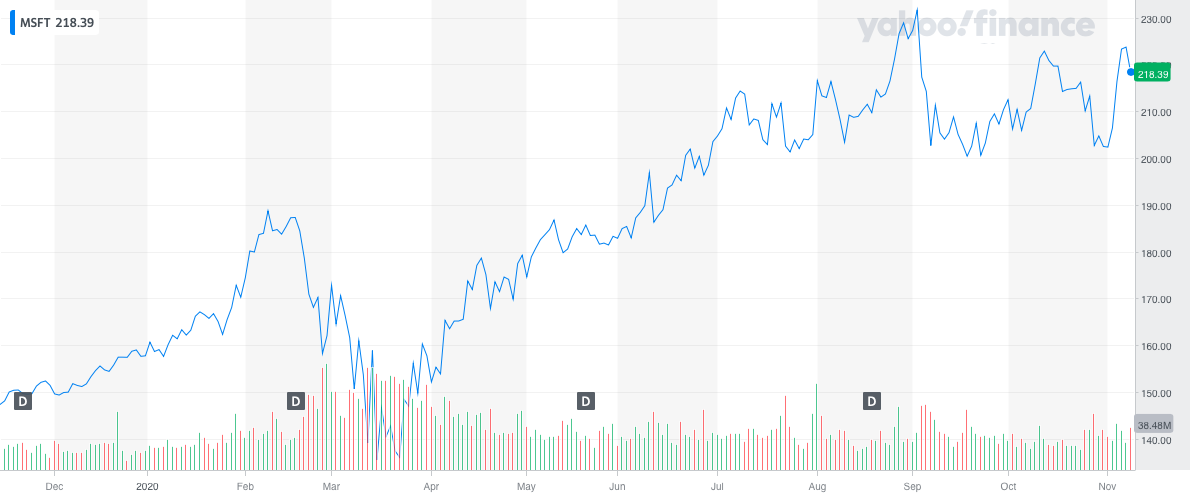 MSFT 218.39
yahoo!finance
230.00
218.39
210.00
200.00
190.00
180.00
170.00
160.00
150.00
38.48M
140.00
D
D
D
D
Dec 2020 Feb Mar Apr May Jun Jul Aug Sep Oct Nov